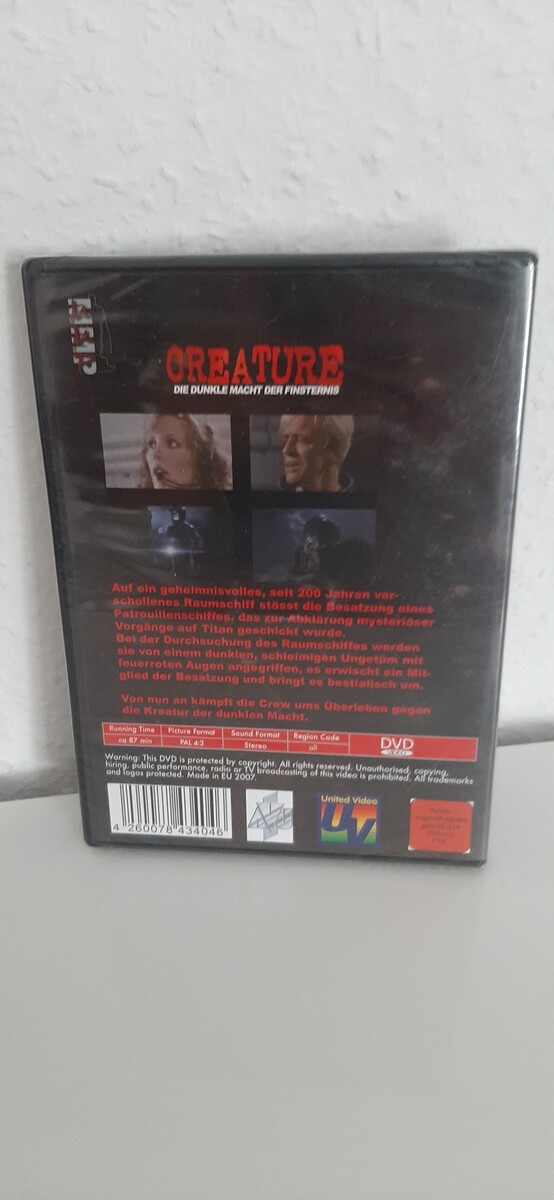 CREATURE
DIE DUNKLE MACHT DER FINSTERNIS
Auf ein geheimnisvolles, seit 200 Jahren ver-
schollenes Raumschiff stösst die Besatzung eines
Patrouillenschiffes, das zur Abklärung mysteriöser
Vorgänge auf Titan geschickt wurde.
Bei der Durchsuchung des Raumschiffes werden
sie von einem dunklen, schleimigen Ungetüm mit
feuerroten Augen angegriffen, es erwischt ein Mit-
glied der Besatzung und bringt es bestialisch um.
Von nun an kämpft die Crew ums Überleben gegen
die Kreatur der dunklen Macht.
Running Time Picture Format Sound Format Region Code
ca 87 min PAL 4:3 Stereo all
DVD
VIDEO
Warning: This DVD is protected by copyright. All rights reserved. Unauthorised, copying,
hiring, public performance, radio or TV broadcasting of this video is prohibited. All trademarks
and logos protected. Made in EU 2007
4 260078 434046
United Video
UV